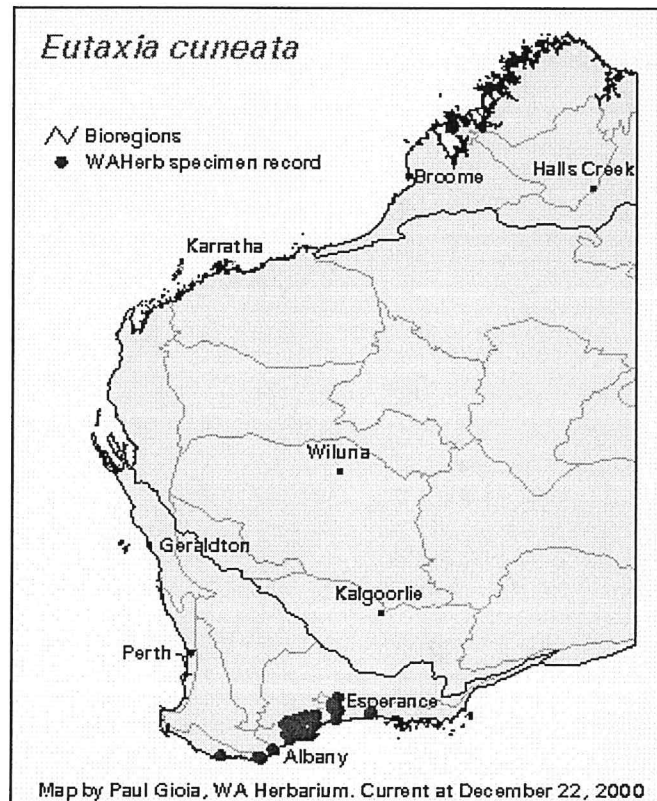 Eutaxia cuneata
Bioregions
WAHerb specimen record
Halls Creek
Broome
Karratha
Wiluna
Geraldton
Kalgoorlie
Perth
Esperance
Albany
Map by Paul Gioia, WA Herbarium. Current at December 22, 2000